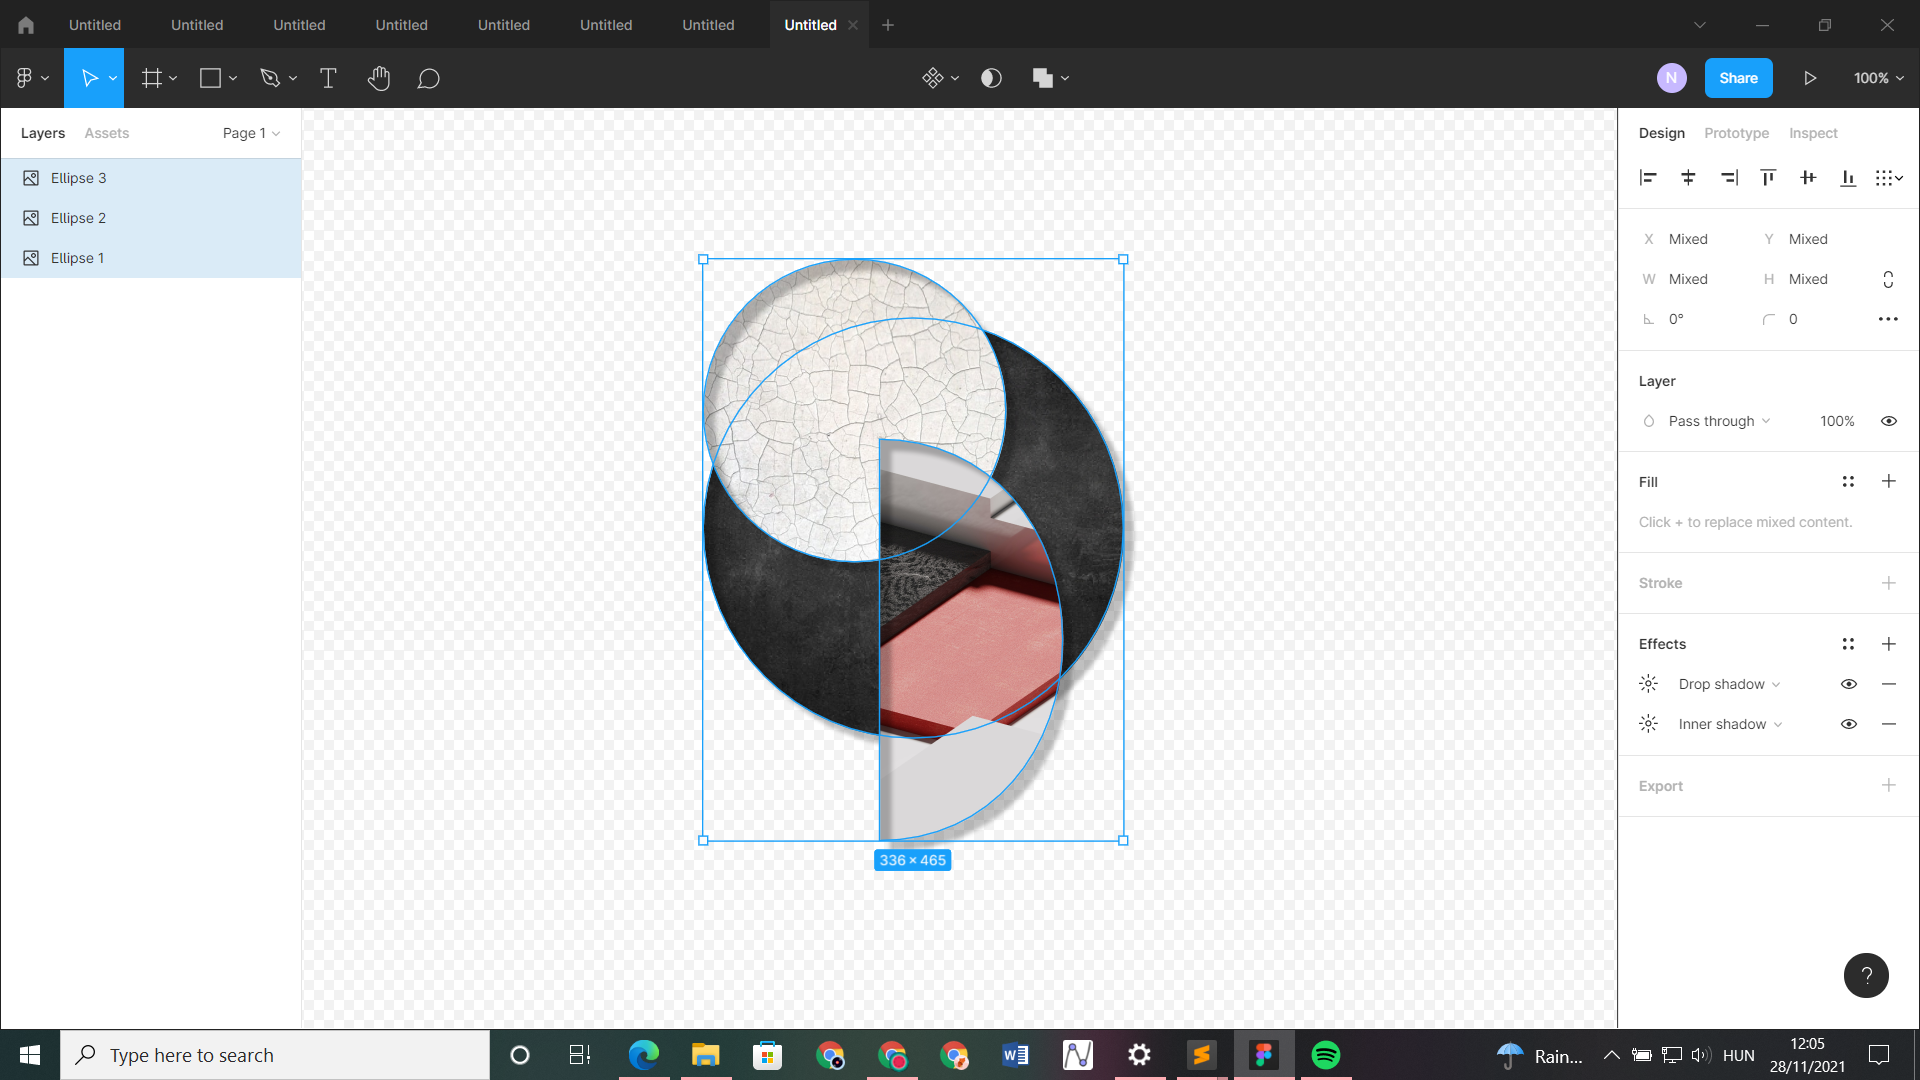 Untitled Untitled Untitled Untitled Untitled Untitled Untitled Untitled
N Share 100%
Layers Assets Page 1
Ellipse 3
Ellipse 2
Ellipse 1
336 × 465
Design Prototype Inspect
X Mixed Y Mixed
W Mixed H Mixed
0° 0
Layer
Pass through 100%
Fill
Click + to replace mixed content.
Stroke
Effects
Drop shadow
Inner shadow
Export
?
Type here to search
Rain... HUN 12:05
28/11/2021